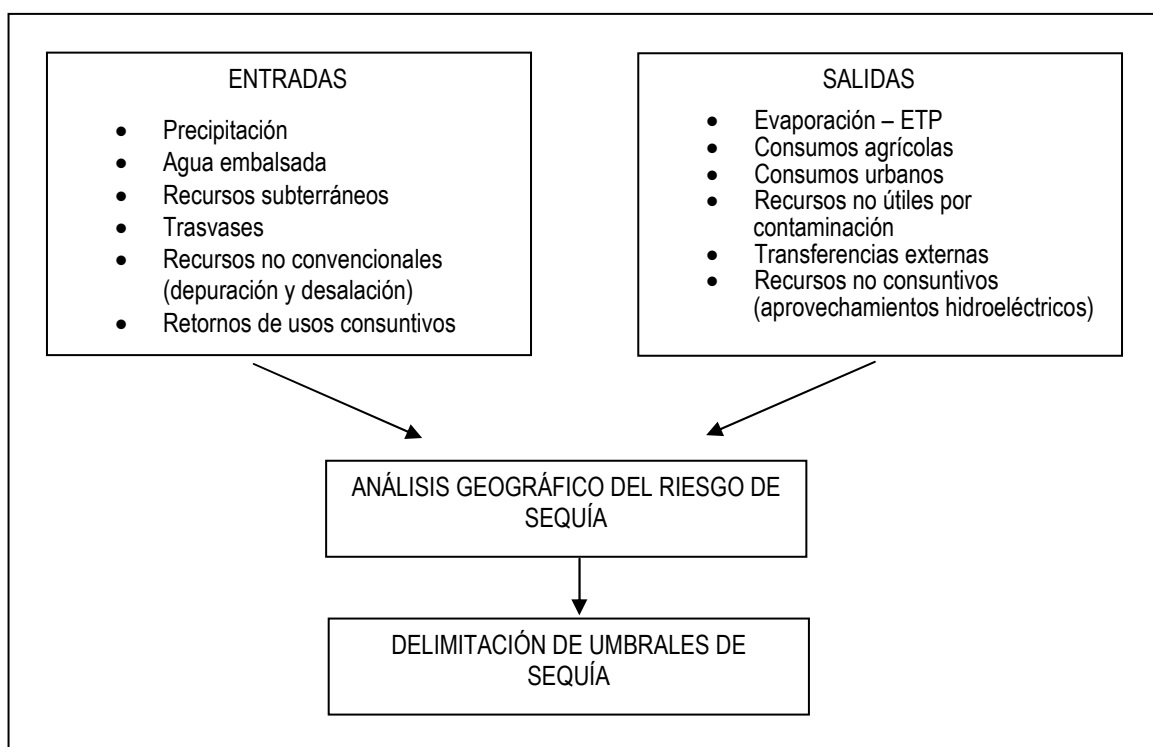 ENTRADAS
• Precipitación
• Agua embalsada
• Recursos subterráneos
• Trasvases
• Recursos no convencionales
(depuración y desalación)
• Retornos de usos consuntivos
SALIDAS
• Evaporación – ETP
• Consumos agrícolas
• Consumos urbanos
• Recursos no útiles por
contaminación
• Transferencias externas
• Recursos no consuntivos
(aprovechamientos hidroeléctricos)
ANÁLISIS GEOGRÁFICO DEL RIESGO DE
SEQUÍA
DELIMITACIÓN DE UMBRALES DE
SEQUÍA